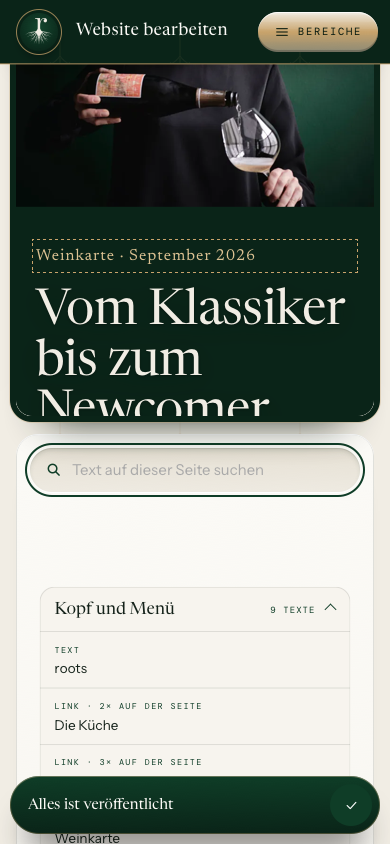 r
Website bearbeiten
BEREICHE
Weinkarte · September 2026
Vom Klassiker
bis zum
Newcomer
Text auf dieser Seite suchen
Kopf und Menü
9 TEXTE
TEXT
roots
LINK · 2× AUF DER SEITE
Die Küche
LINK · 3× AUF DER SEITE
Alles ist veröffentlicht
Weinkarte